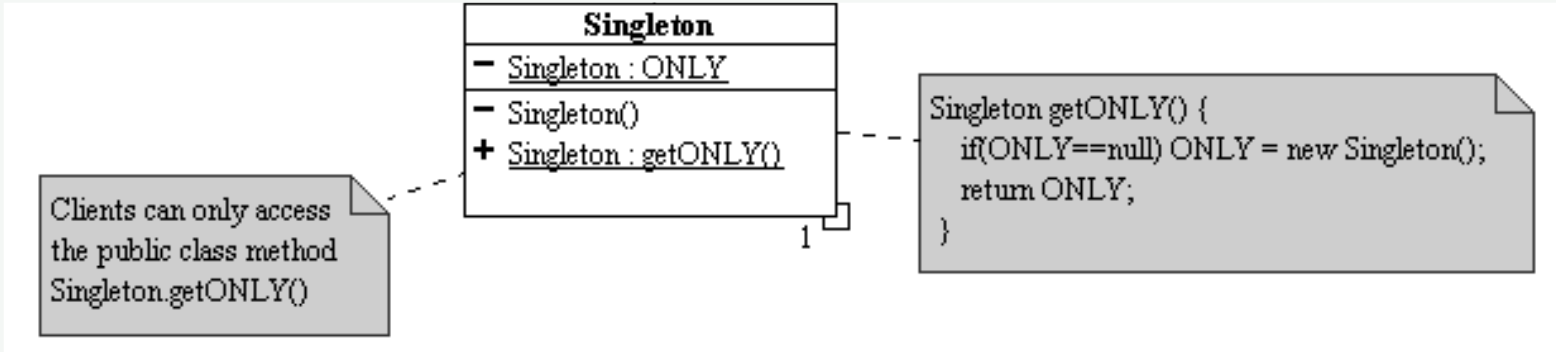 Singleton
− Singleton : ONLY
− Singleton()
+ Singleton : getONLY()
1
Clients can only access
the public class method
Singleton.getONLY()
Singleton getONLY() {
if(ONLY==null) ONLY = new Singleton();
return ONLY;
}